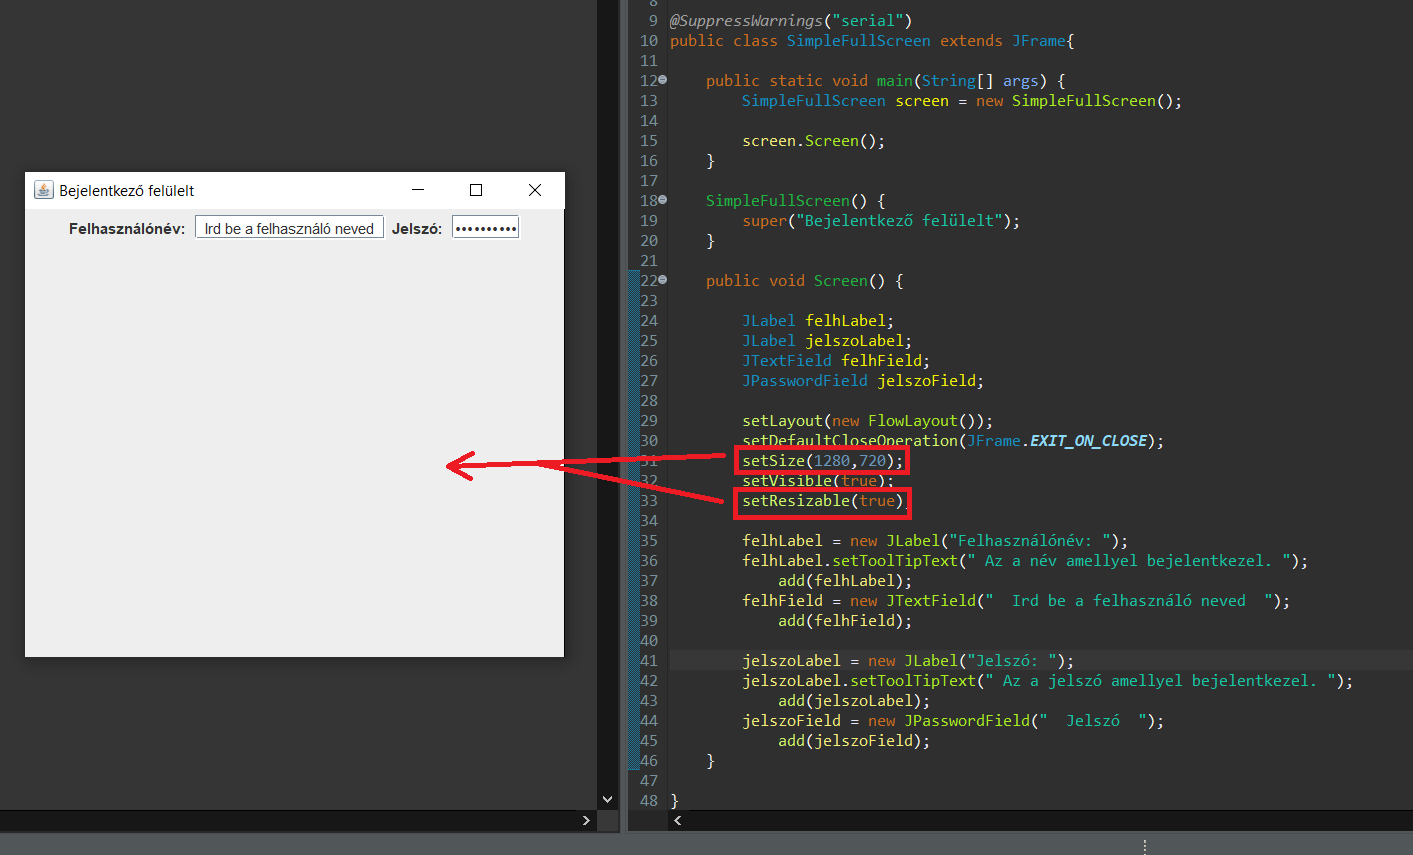 Bejelentkező felülelt
Felhasználónév: Ird be a felhasználó neved Jelszó: ••••••••••
8
9 @SuppressWarnings("serial")
10 public class SimpleFullScreen extends JFrame{
11
12 public static void main(String[] args) {
13 SimpleFullScreen screen = new SimpleFullScreen();
14
15 screen.Screen();
16 }
17
18 SimpleFullScreen() {
19 super("Bejelentkező felülelt");
20 }
21
22 public void Screen() {
23
24 JLabel felhLabel;
25 JLabel jelszoLabel;
26 JTextField felhField;
27 JPasswordField jelszoField;
28
29 setLayout(new FlowLayout());
30 setDefaultCloseOperation(JFrame.EXIT_ON_CLOSE);
31 setSize(1280,720);
32 setVisible(true);
33 setResizable(true)
34
35 felhLabel = new JLabel("Felhasználónév: ");
36 felhLabel.setToolTipText(" Az a név amellyel bejelentkezel. ");
37 add(felhLabel);
38 felhField = new JTextField("  Ird be a felhasználó neved  ");
39 add(felhField);
40
41 jelszoLabel = new JLabel("Jelszó: ");
42 jelszoLabel.setToolTipText(" Az a jelszó amellyel bejelentkezel. ");
43 add(jelszoLabel);
44 jelszoField = new JPasswordField("  Jelszó  ");
45 add(jelszoField);
46 }
47
48 }